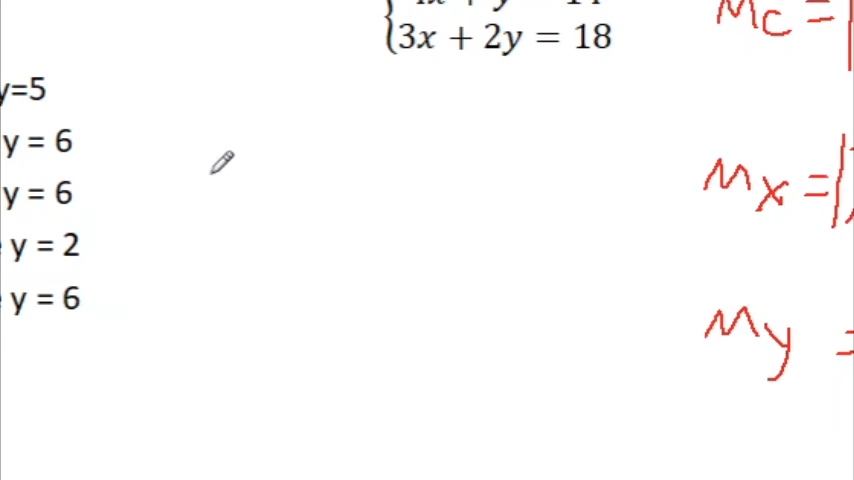 3x + 2y = 18
y=5
y = 6
y = 6
y = 2
y = 6
Mc =
Mx =
My =